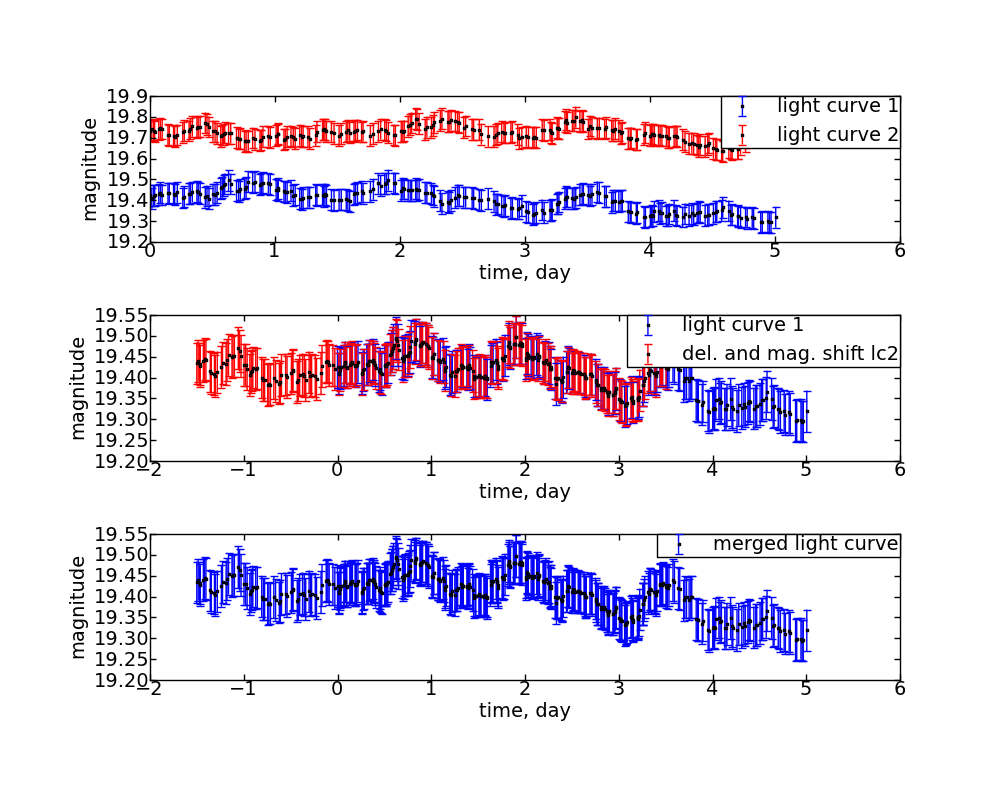 19.9
19.8
19.7
19.6
19.5
19.4
19.3
19.2
magnitude
light curve 1
light curve 2
0 1 2 3 4 5 6
time, day
19.55
19.50
19.45
19.40
19.35
19.30
19.25
19.20
magnitude
light curve 1
del. and mag. shift lc2
−2 −1 0 1 2 3 4 5 6
time, day
19.55
19.50
19.45
19.40
19.35
19.30
19.25
19.20
magnitude
merged light curve
−2 −1 0 1 2 3 4 5 6
time, day